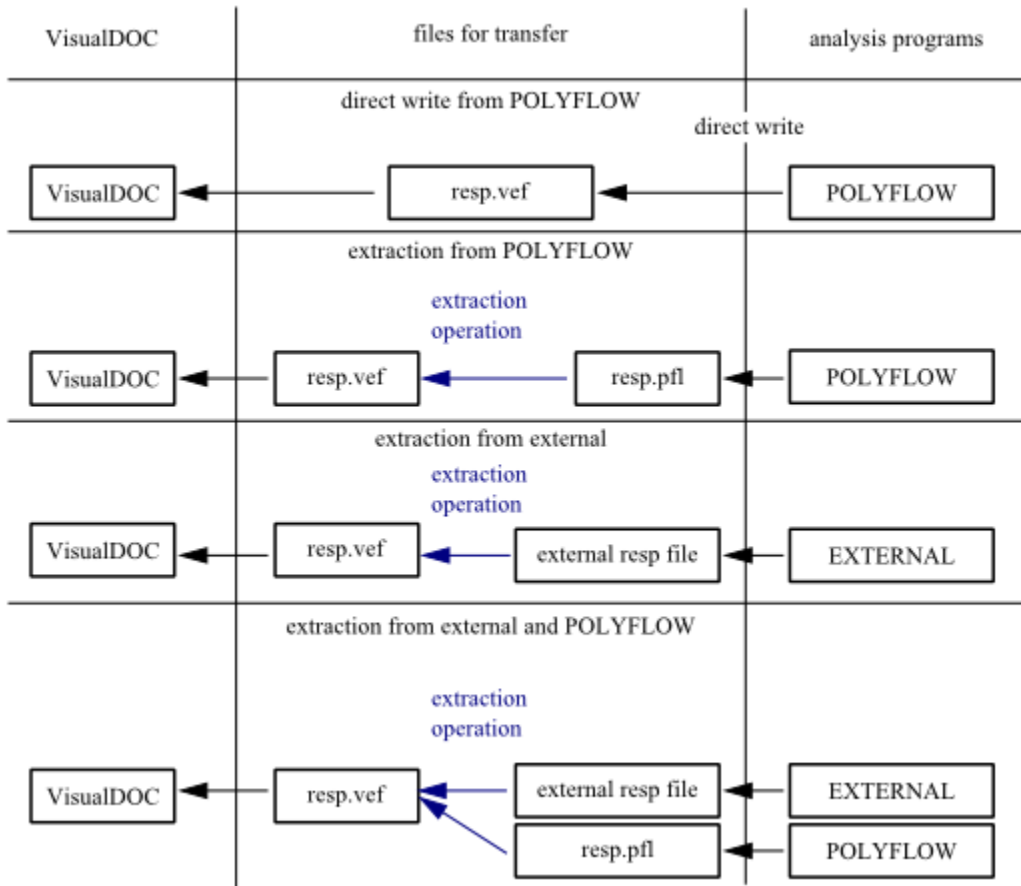 VisualDOC
files for transfer
analysis programs
direct write from POLYFLOW
direct write
VisualDOC
resp.vef
POLYFLOW
extraction from POLYFLOW
extraction
operation
VisualDOC
resp.vef
resp.pfl
POLYFLOW
extraction from external
extraction
operation
VisualDOC
resp.vef
external resp file
EXTERNAL
extraction from external and POLYFLOW
extraction
operation
VisualDOC
resp.vef
external resp file
EXTERNAL
resp.pfl
POLYFLOW